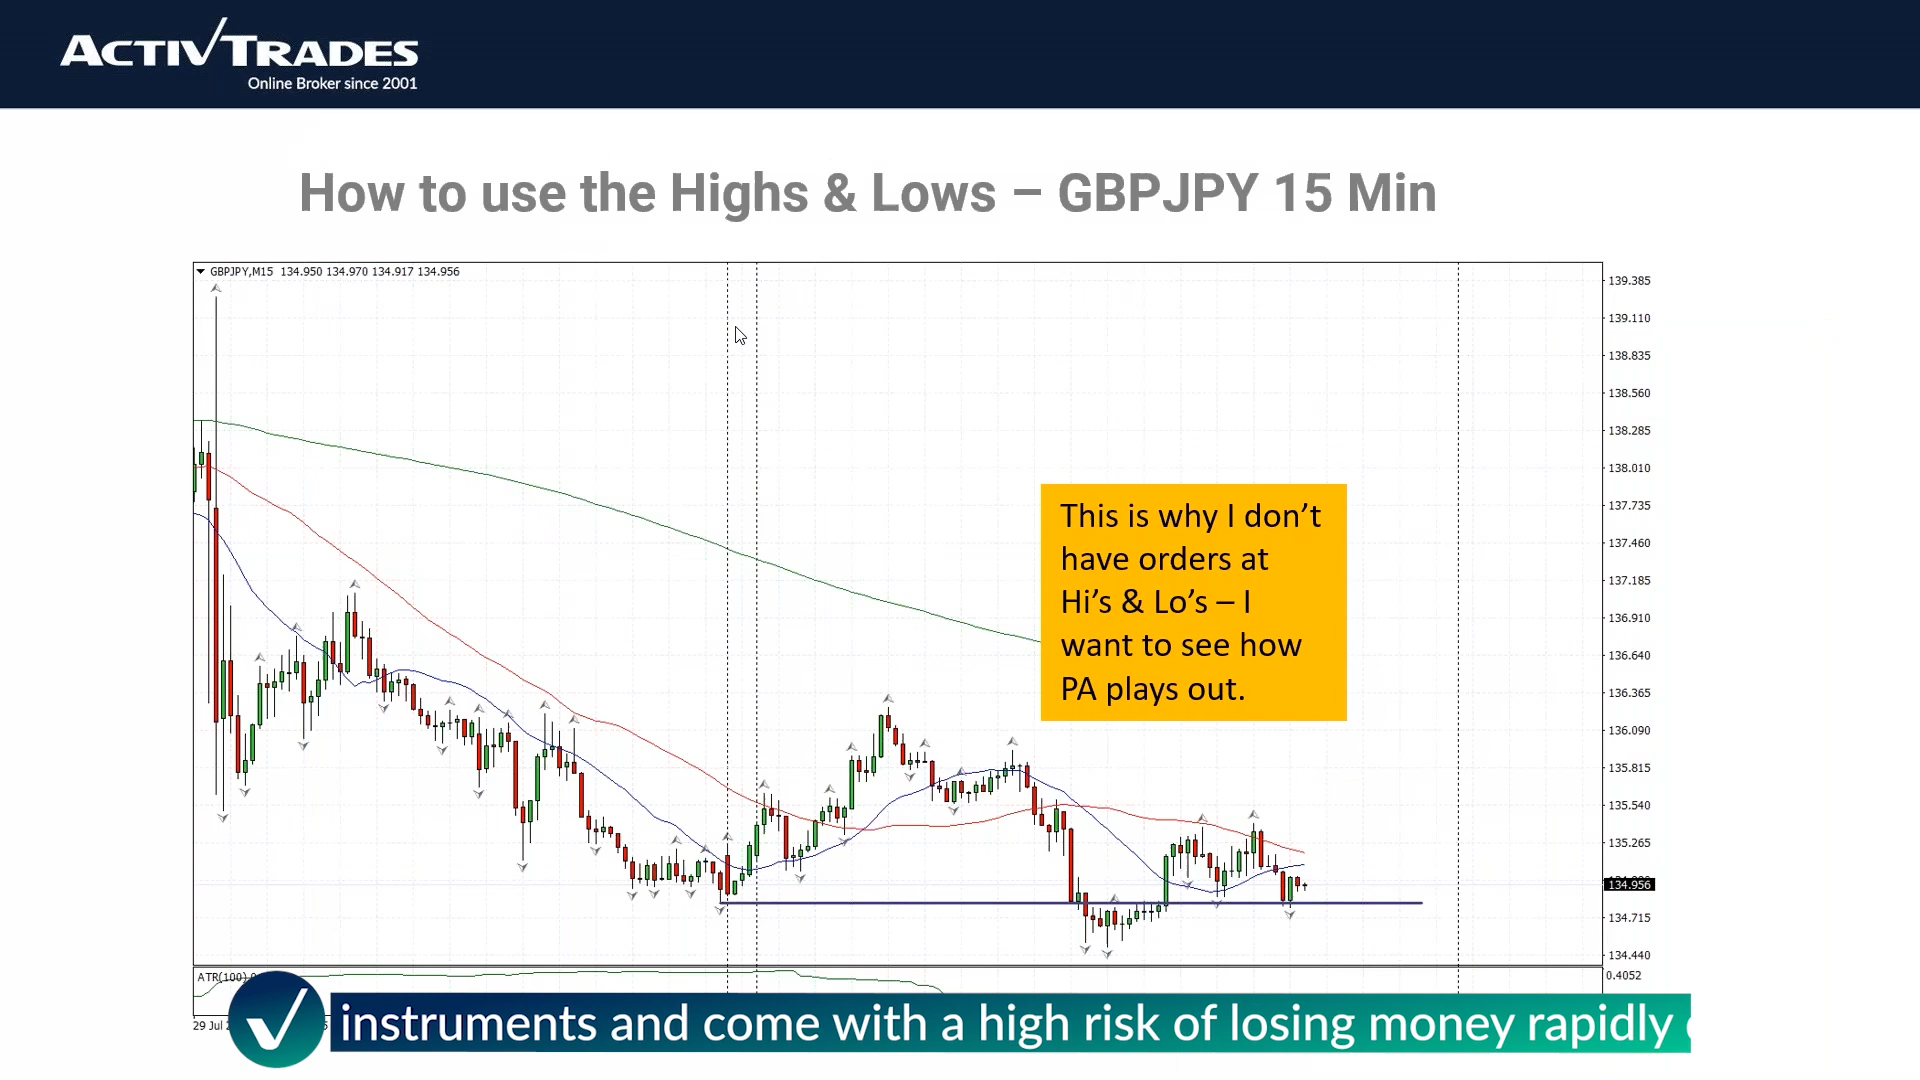 ACTIVTRADES
Online Broker since 2001
How to use the Highs & Lows – GBPJPY 15 Min
GBPJPY,M15 134.950 134.970 134.917 134.956
139.385
139.110
138.835
138.560
138.285
138.010
137.735
137.460
137.185
136.910
136.640
136.365
136.090
135.815
135.540
135.265
134.956
134.715
134.440
This is why I don’t
have orders at
Hi’s & Lo’s – I
want to see how
PA plays out.
ATR(100)
0.4052
29 Jul
instruments and come with a high risk of losing money rapidly